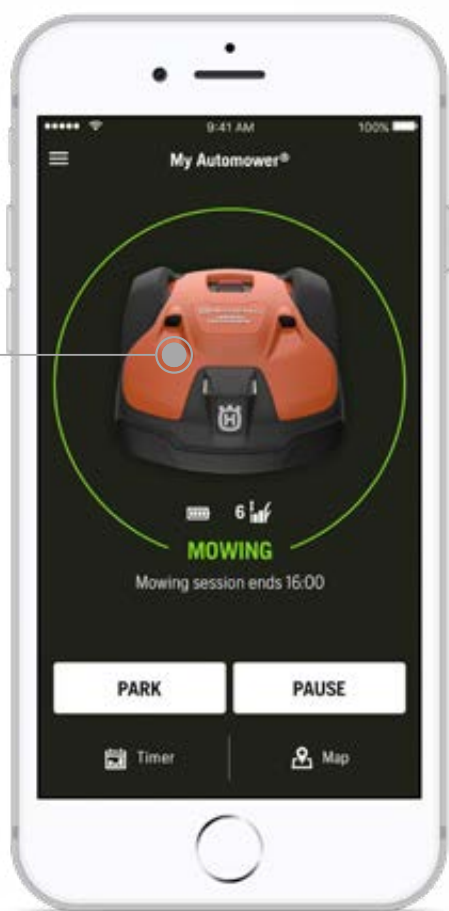 9:41 AM
100%
My Automower®
6
MOWING
Mowing session ends 16:00
PARK
PAUSE
Timer
Map